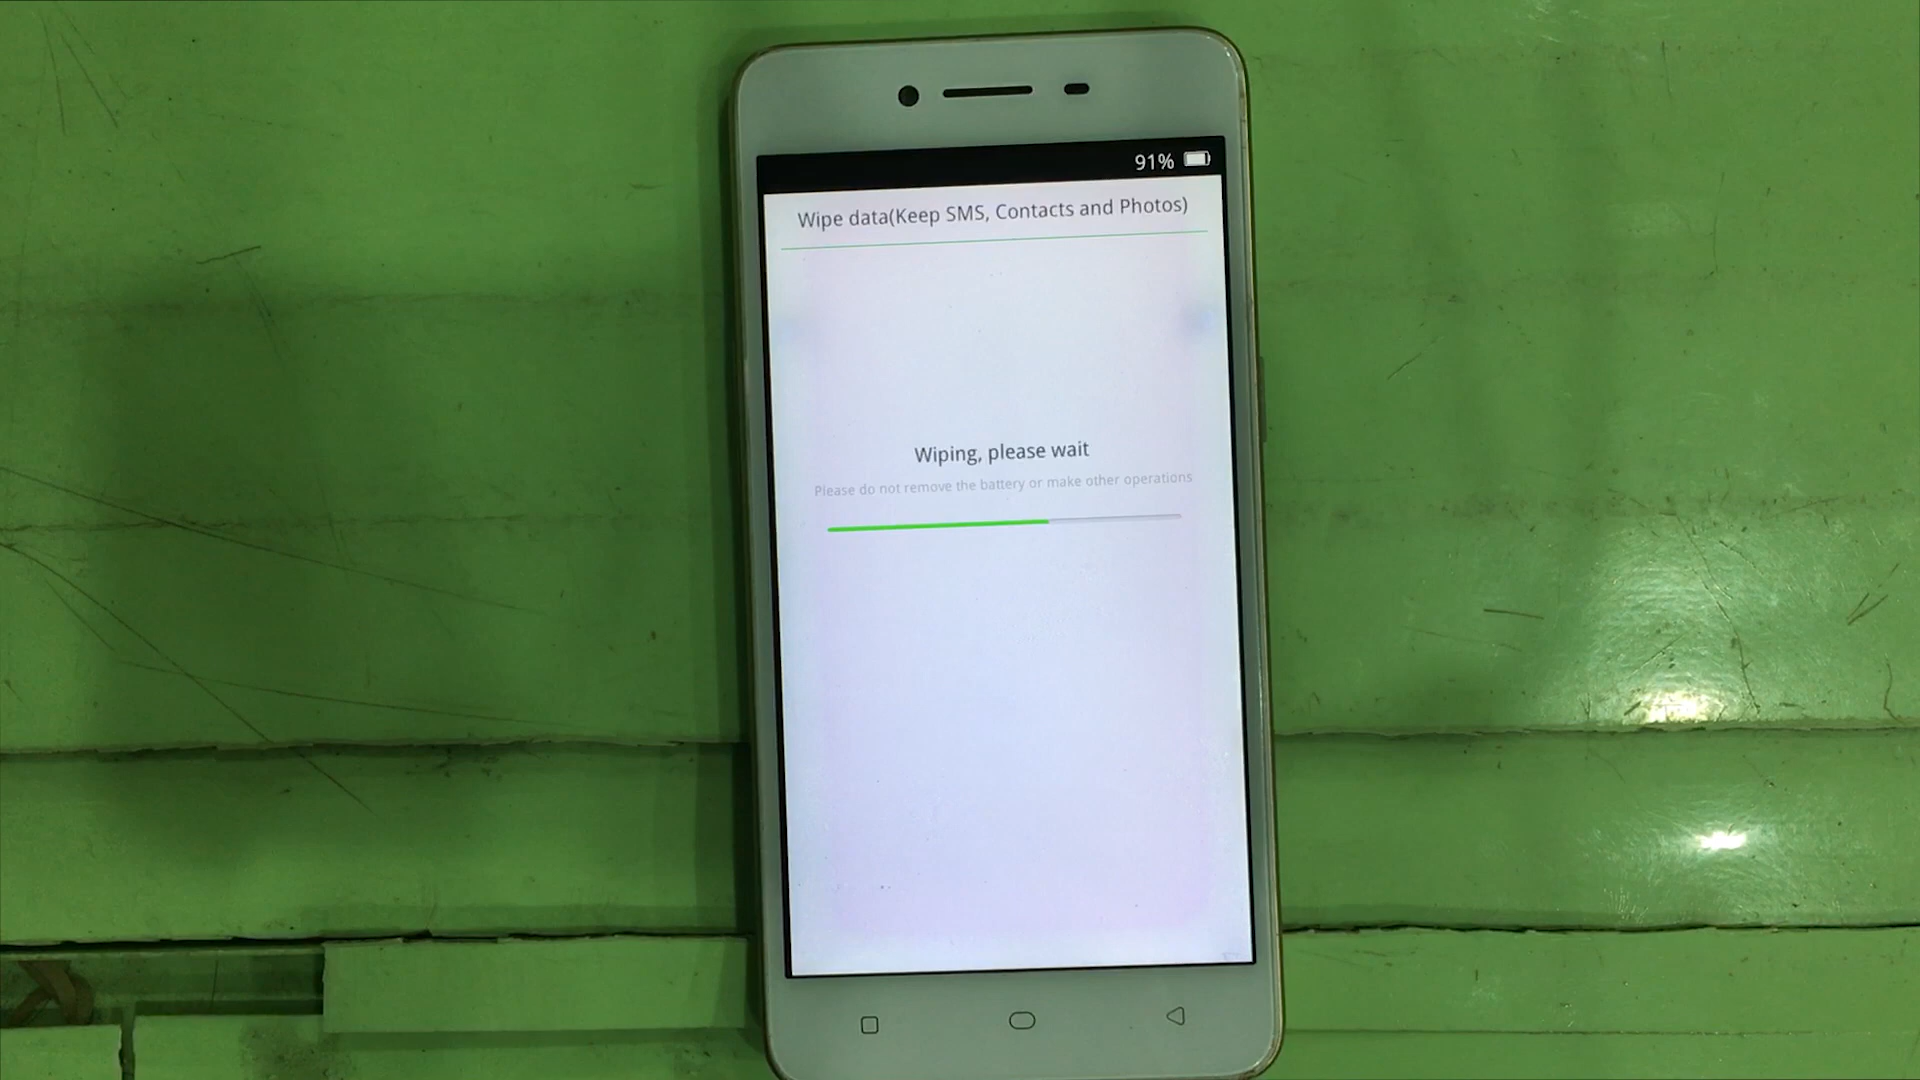 91%
Wipe data(Keep SMS, Contacts and Photos)
Wiping, please wait
Please do not remove the battery or make other operations